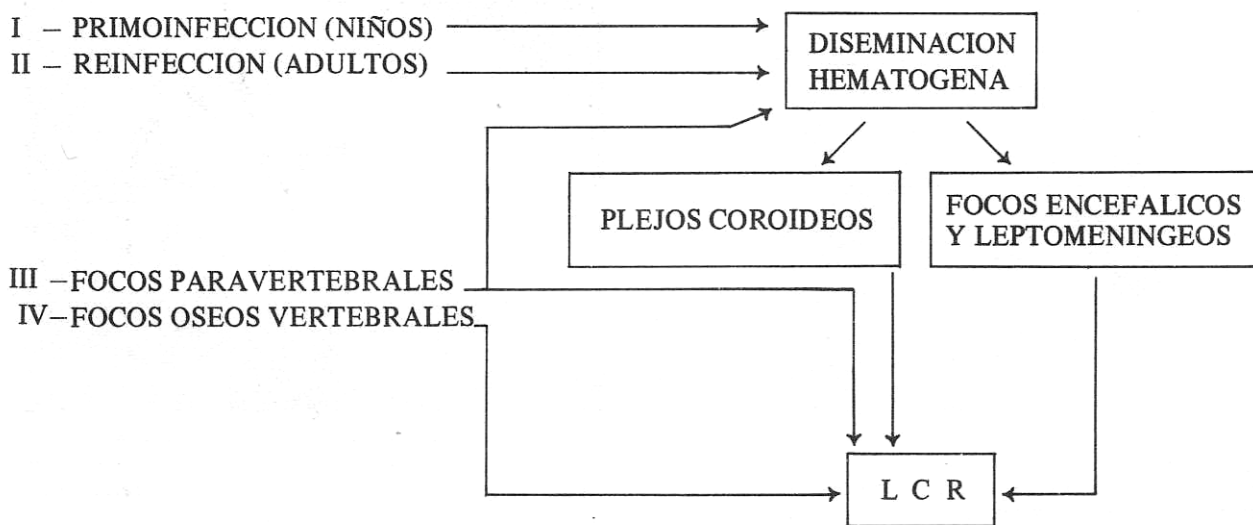 I – PRIMOINFECCION (NIÑOS)
II – REINFECCION (ADULTOS)
DISEMINACION
HEMATOGENA
PLEJOS COROIDEOS
FOCOS ENCEFALICOS
Y LEPTOMENINGEOS
III –FOCOS PARAVERTEBRALES
IV–FOCOS OSEOS VERTEBRALES
L C R